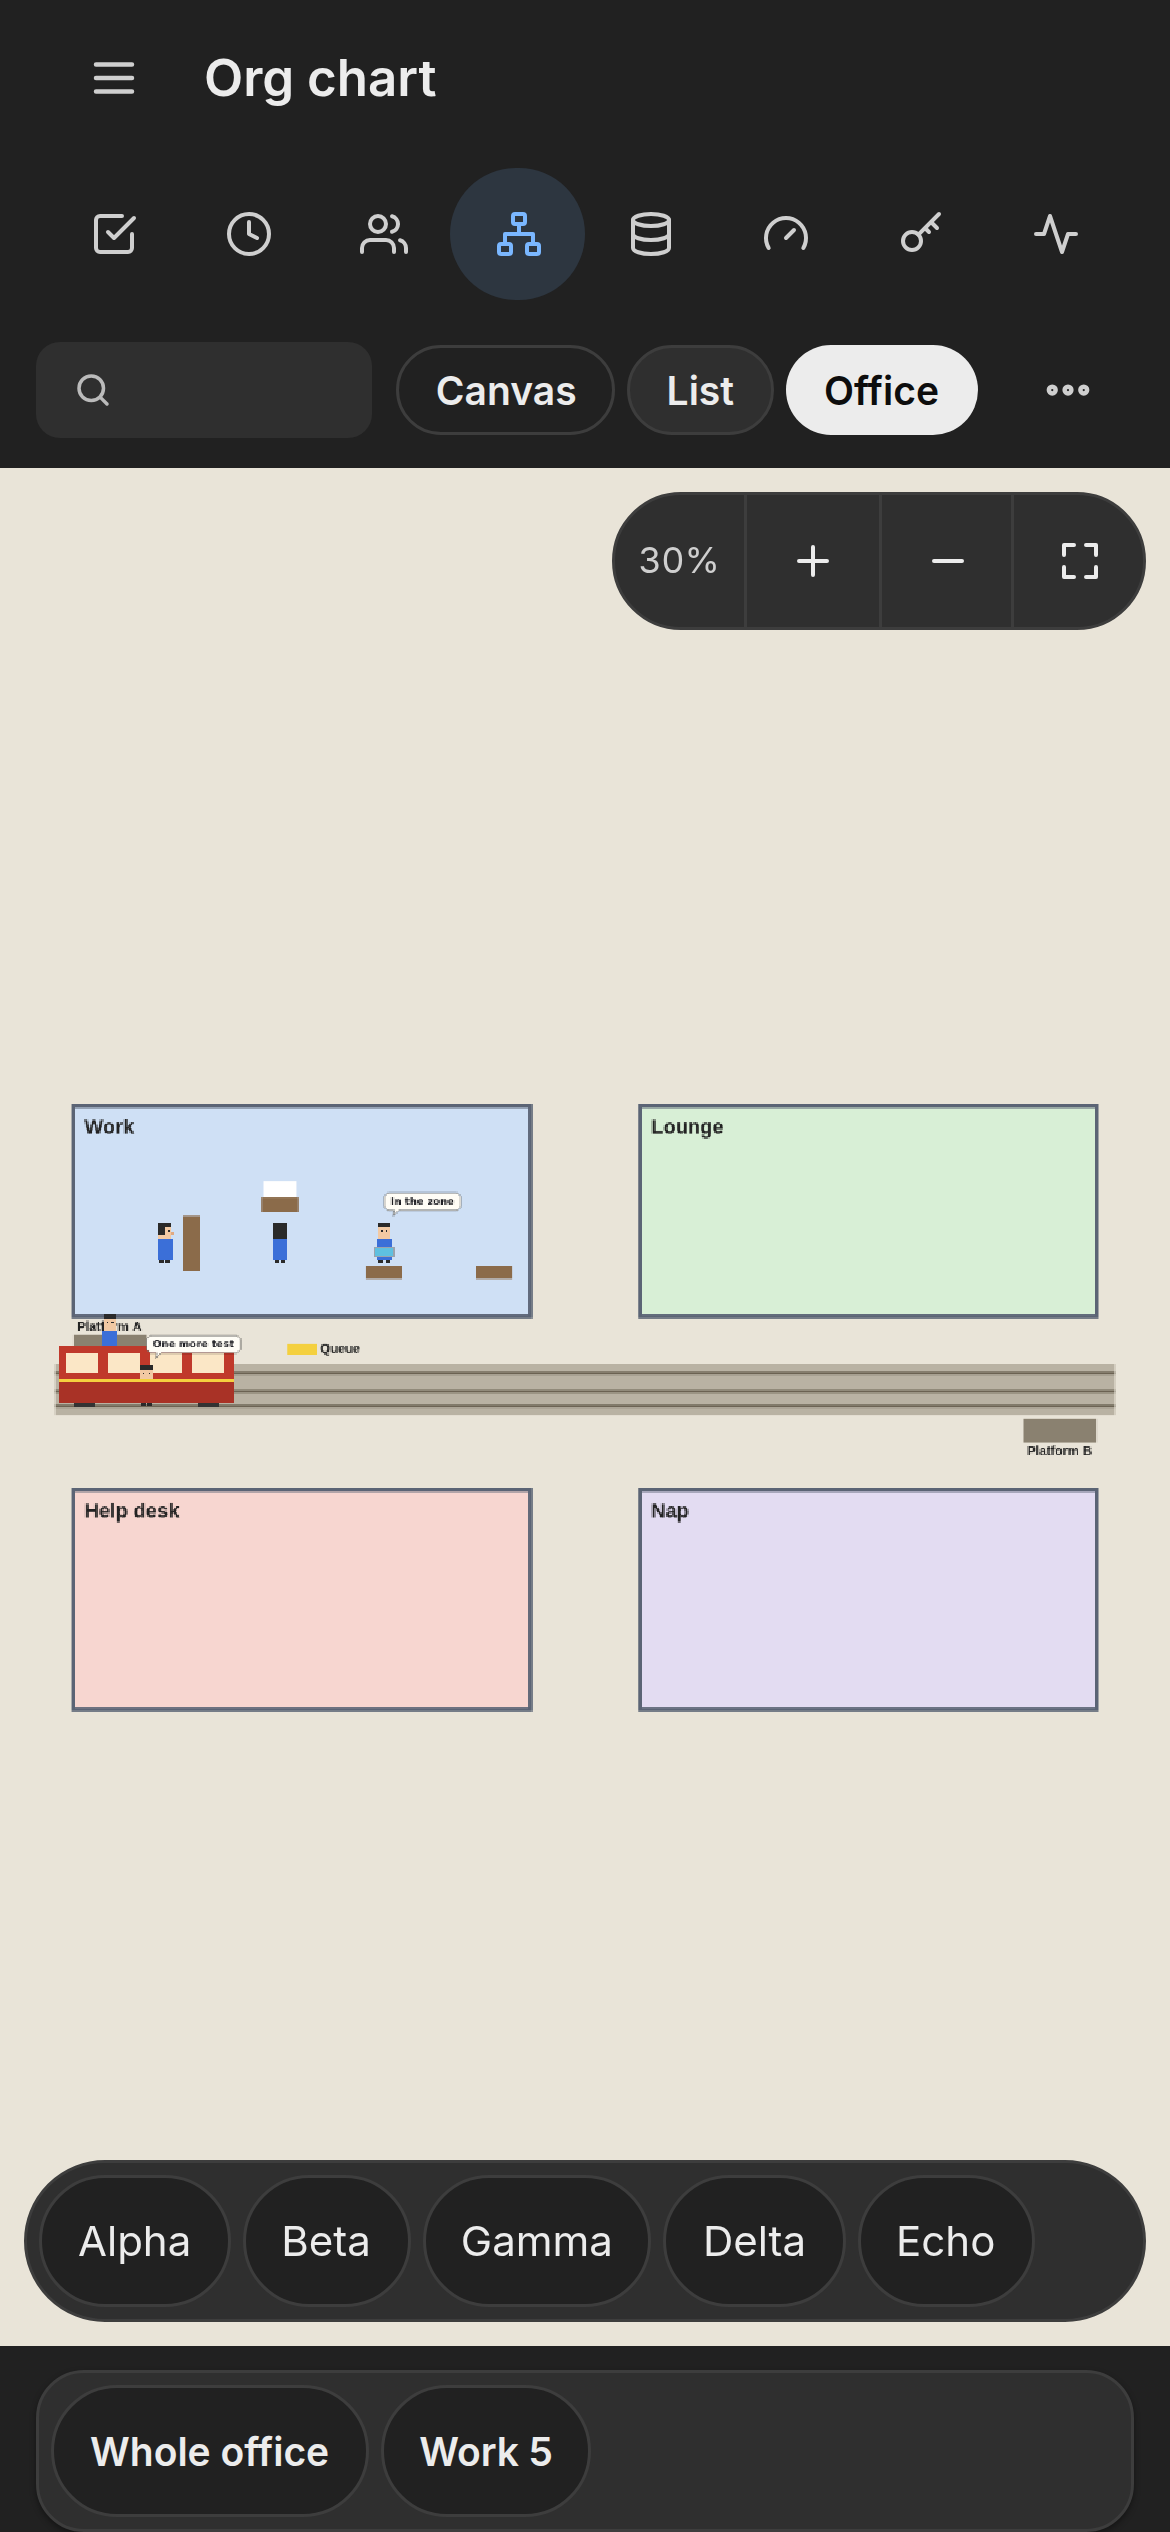 Org chart
Canvas
List
Office
30%
Work
Lounge
In the zone
One more test
Queue
Platform B
Help desk
Nap
Alpha
Beta
Gamma
Delta
Echo
Whole office
Work 5